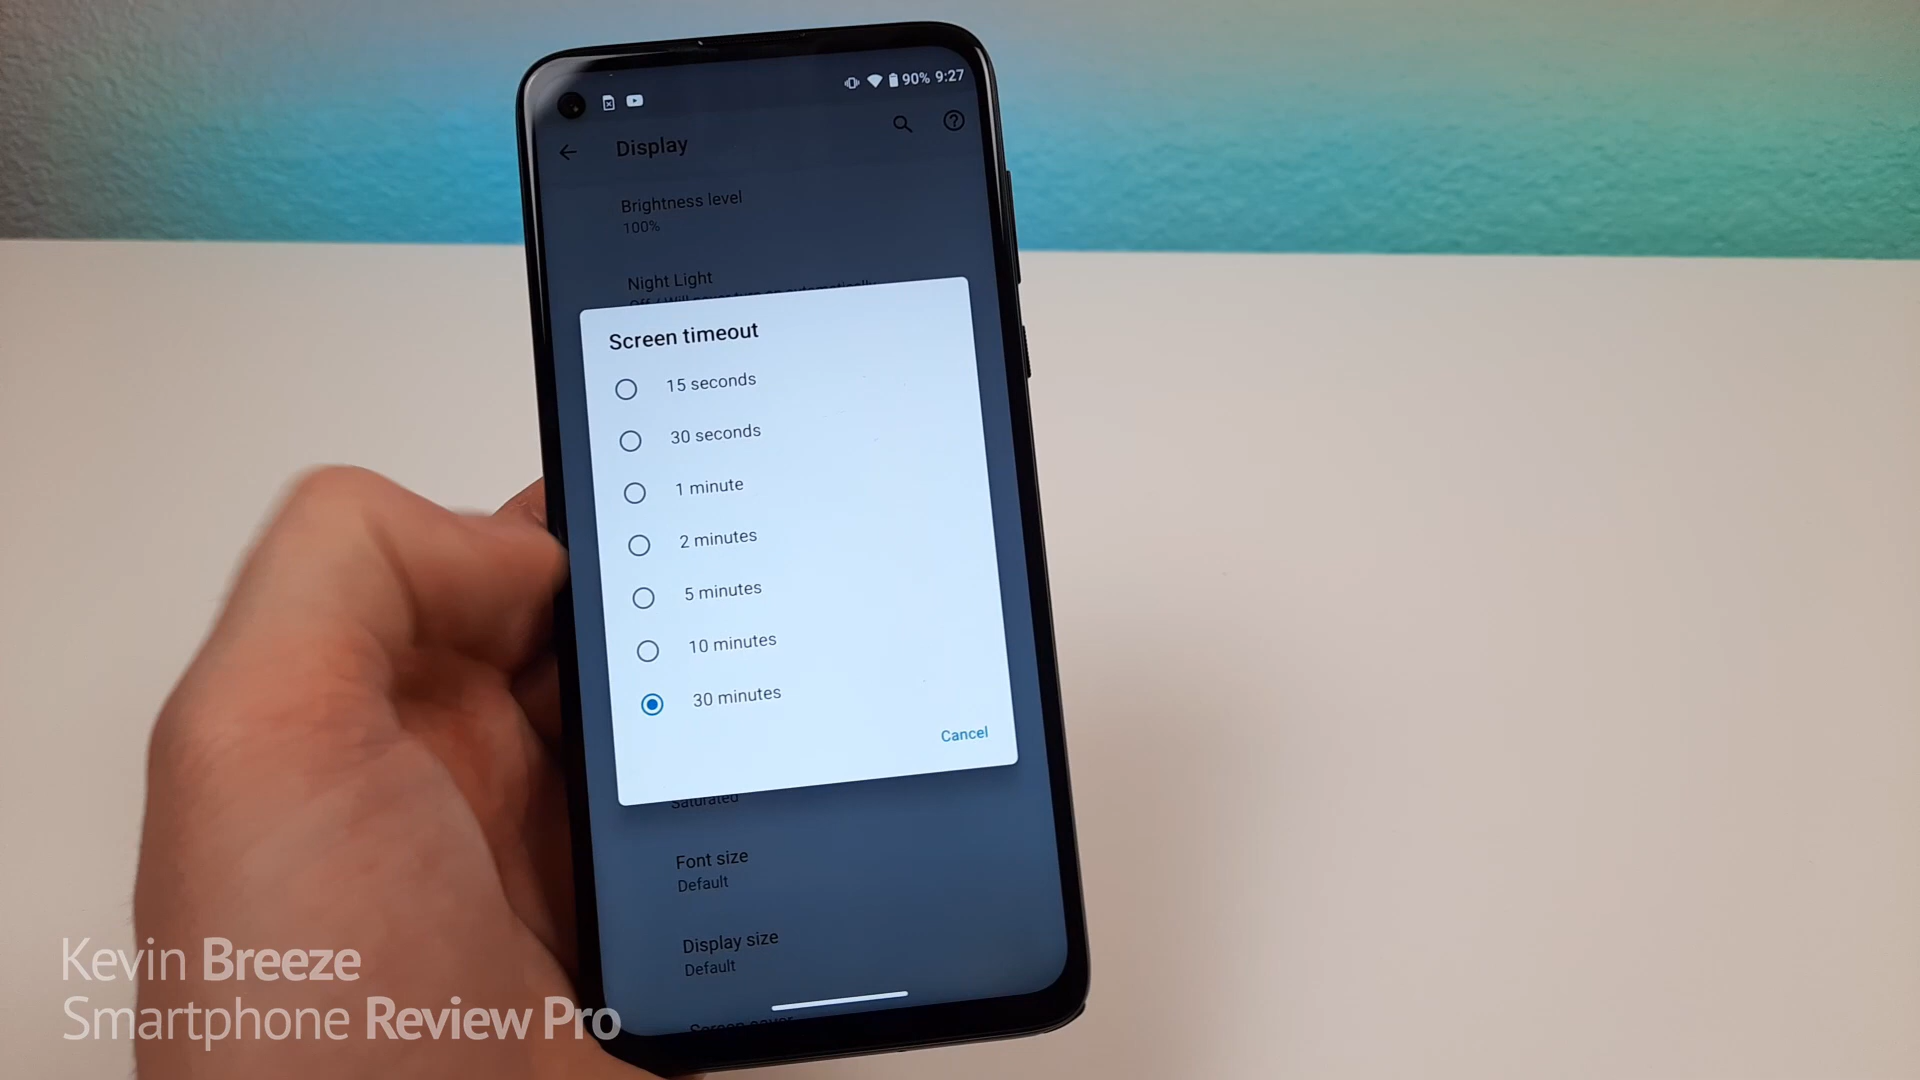 90% 9:27
Display
Brightness level
100%
Night Light
Screen timeout
15 seconds
30 seconds
1 minute
2 minutes
5 minutes
10 minutes
30 minutes
Cancel
Saturated
Font size
Default
Display size
Default
Kevin Breeze
Smartphone Review Pro